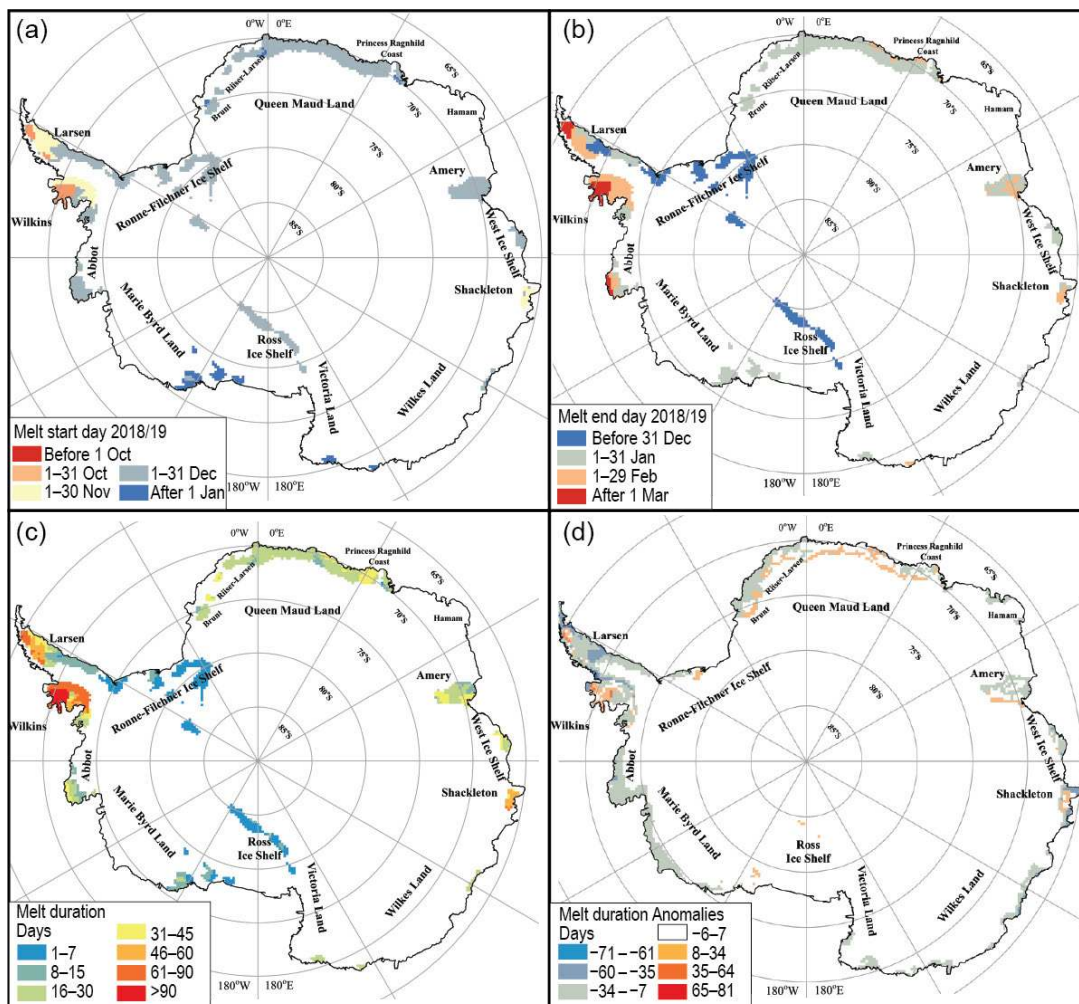 (a)
0°W 0°E
Princess Ragnhild
Coast
65°S
70°S
75°S
80°S
85°S
Riiser-Larsen
Brunt
Queen Maud Land
Hamam
Larsen
Amery
Ronne-Filchner Ice Shelf
Wilkins
West Ice Shelf
Abbot
Shackleton
Marie Byrd Land
Ross
Ice Shelf
Victoria Land
Wilkes Land
180°W 180°E
Melt start day 2018/19
Before 1 Oct
1–31 Oct 1–31 Dec
1–30 Nov After 1 Jan
(b)
0°W 0°E
Princess Ragnhild
Coast
65°S
70°S
75°S
80°S
85°S
Riiser-Larsen
Brunt
Queen Maud Land
Hamam
Larsen
Amery
Ronne-Filchner Ice Shelf
Wilkins
West Ice Shelf
Abbot
Shackleton
Marie Byrd Land
Ross
Ice Shelf
Victoria Land
Wilkes Land
180°W 180°E
Melt end day 2018/19
Before 31 Dec
1–31 Jan
1–29 Feb
After 1 Mar
(c)
0°W 0°E
Princess Ragnhild
Coast
65°S
70°S
75°S
80°S
85°S
Riiser-Larsen
Brunt
Queen Maud Land
Hamam
Larsen
Amery
Ronne-Filchner Ice Shelf
Wilkins
West Ice Shelf
Abbot
Shackleton
Marie Byrd Land
Ross
Ice Shelf
Victoria Land
Wilkes Land
180°W 180°E
Melt duration
Days
1–7
8–15
16–30
31–45
46–60
61–90
>90
(d)
0°W 0°E
Princess Ragnhild
Coast
65°S
70°S
75°S
80°S
85°S
Riiser-Larsen
Brunt
Queen Maud Land
Hamam
Larsen
Amery
Ronne-Filchner Ice Shelf
Wilkins
West Ice Shelf
Abbot
Shackleton
Marie Byrd Land
Ross
Ice Shelf
Victoria Land
Wilkes Land
180°W 180°E
Melt duration Anomalies
Days
−71 – −61
−60 – −35
−34 – −7
−6–7
8–34
35–64
65–81